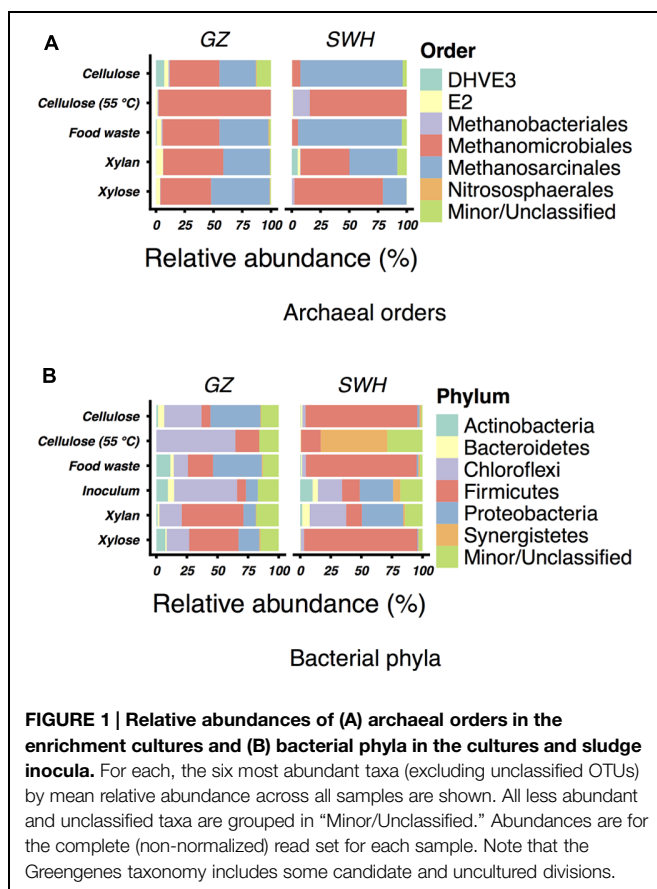 A
GZ
SWH
Cellulose
Cellulose (55 °C)
Food waste
Xylan
Xylose
0 25 50 75 100
0 25 50 75 100
Relative abundance (%)
Order
DHVE3
E2
Methanobacteriales
Methanomicrobiales
Methanosarcinales
Nitrososphaerales
Minor/Unclassified
Archaeal orders
B
GZ
SWH
Cellulose
Cellulose (55 °C)
Food waste
Inoculum
Xylan
Xylose
0 25 50 75 100
0 25 50 75 100
Relative abundance (%)
Phylum
Actinobacteria
Bacteroidetes
Chloroflexi
Firmicutes
Proteobacteria
Synergistetes
Minor/Unclassified
Bacterial phyla
FIGURE 1 | Relative abundances of (A) archaeal orders in the
enrichment cultures and (B) bacterial phyla in the cultures and sludge
inocula. For each, the six most abundant taxa (excluding unclassified OTUs)
by mean relative abundance across all samples are shown. All less abundant
and unclassified taxa are grouped in “Minor/Unclassified.” Abundances are for
the complete (non-normalized) read set for each sample. Note that the
Greengenes taxonomy includes some candidate and uncultured divisions.